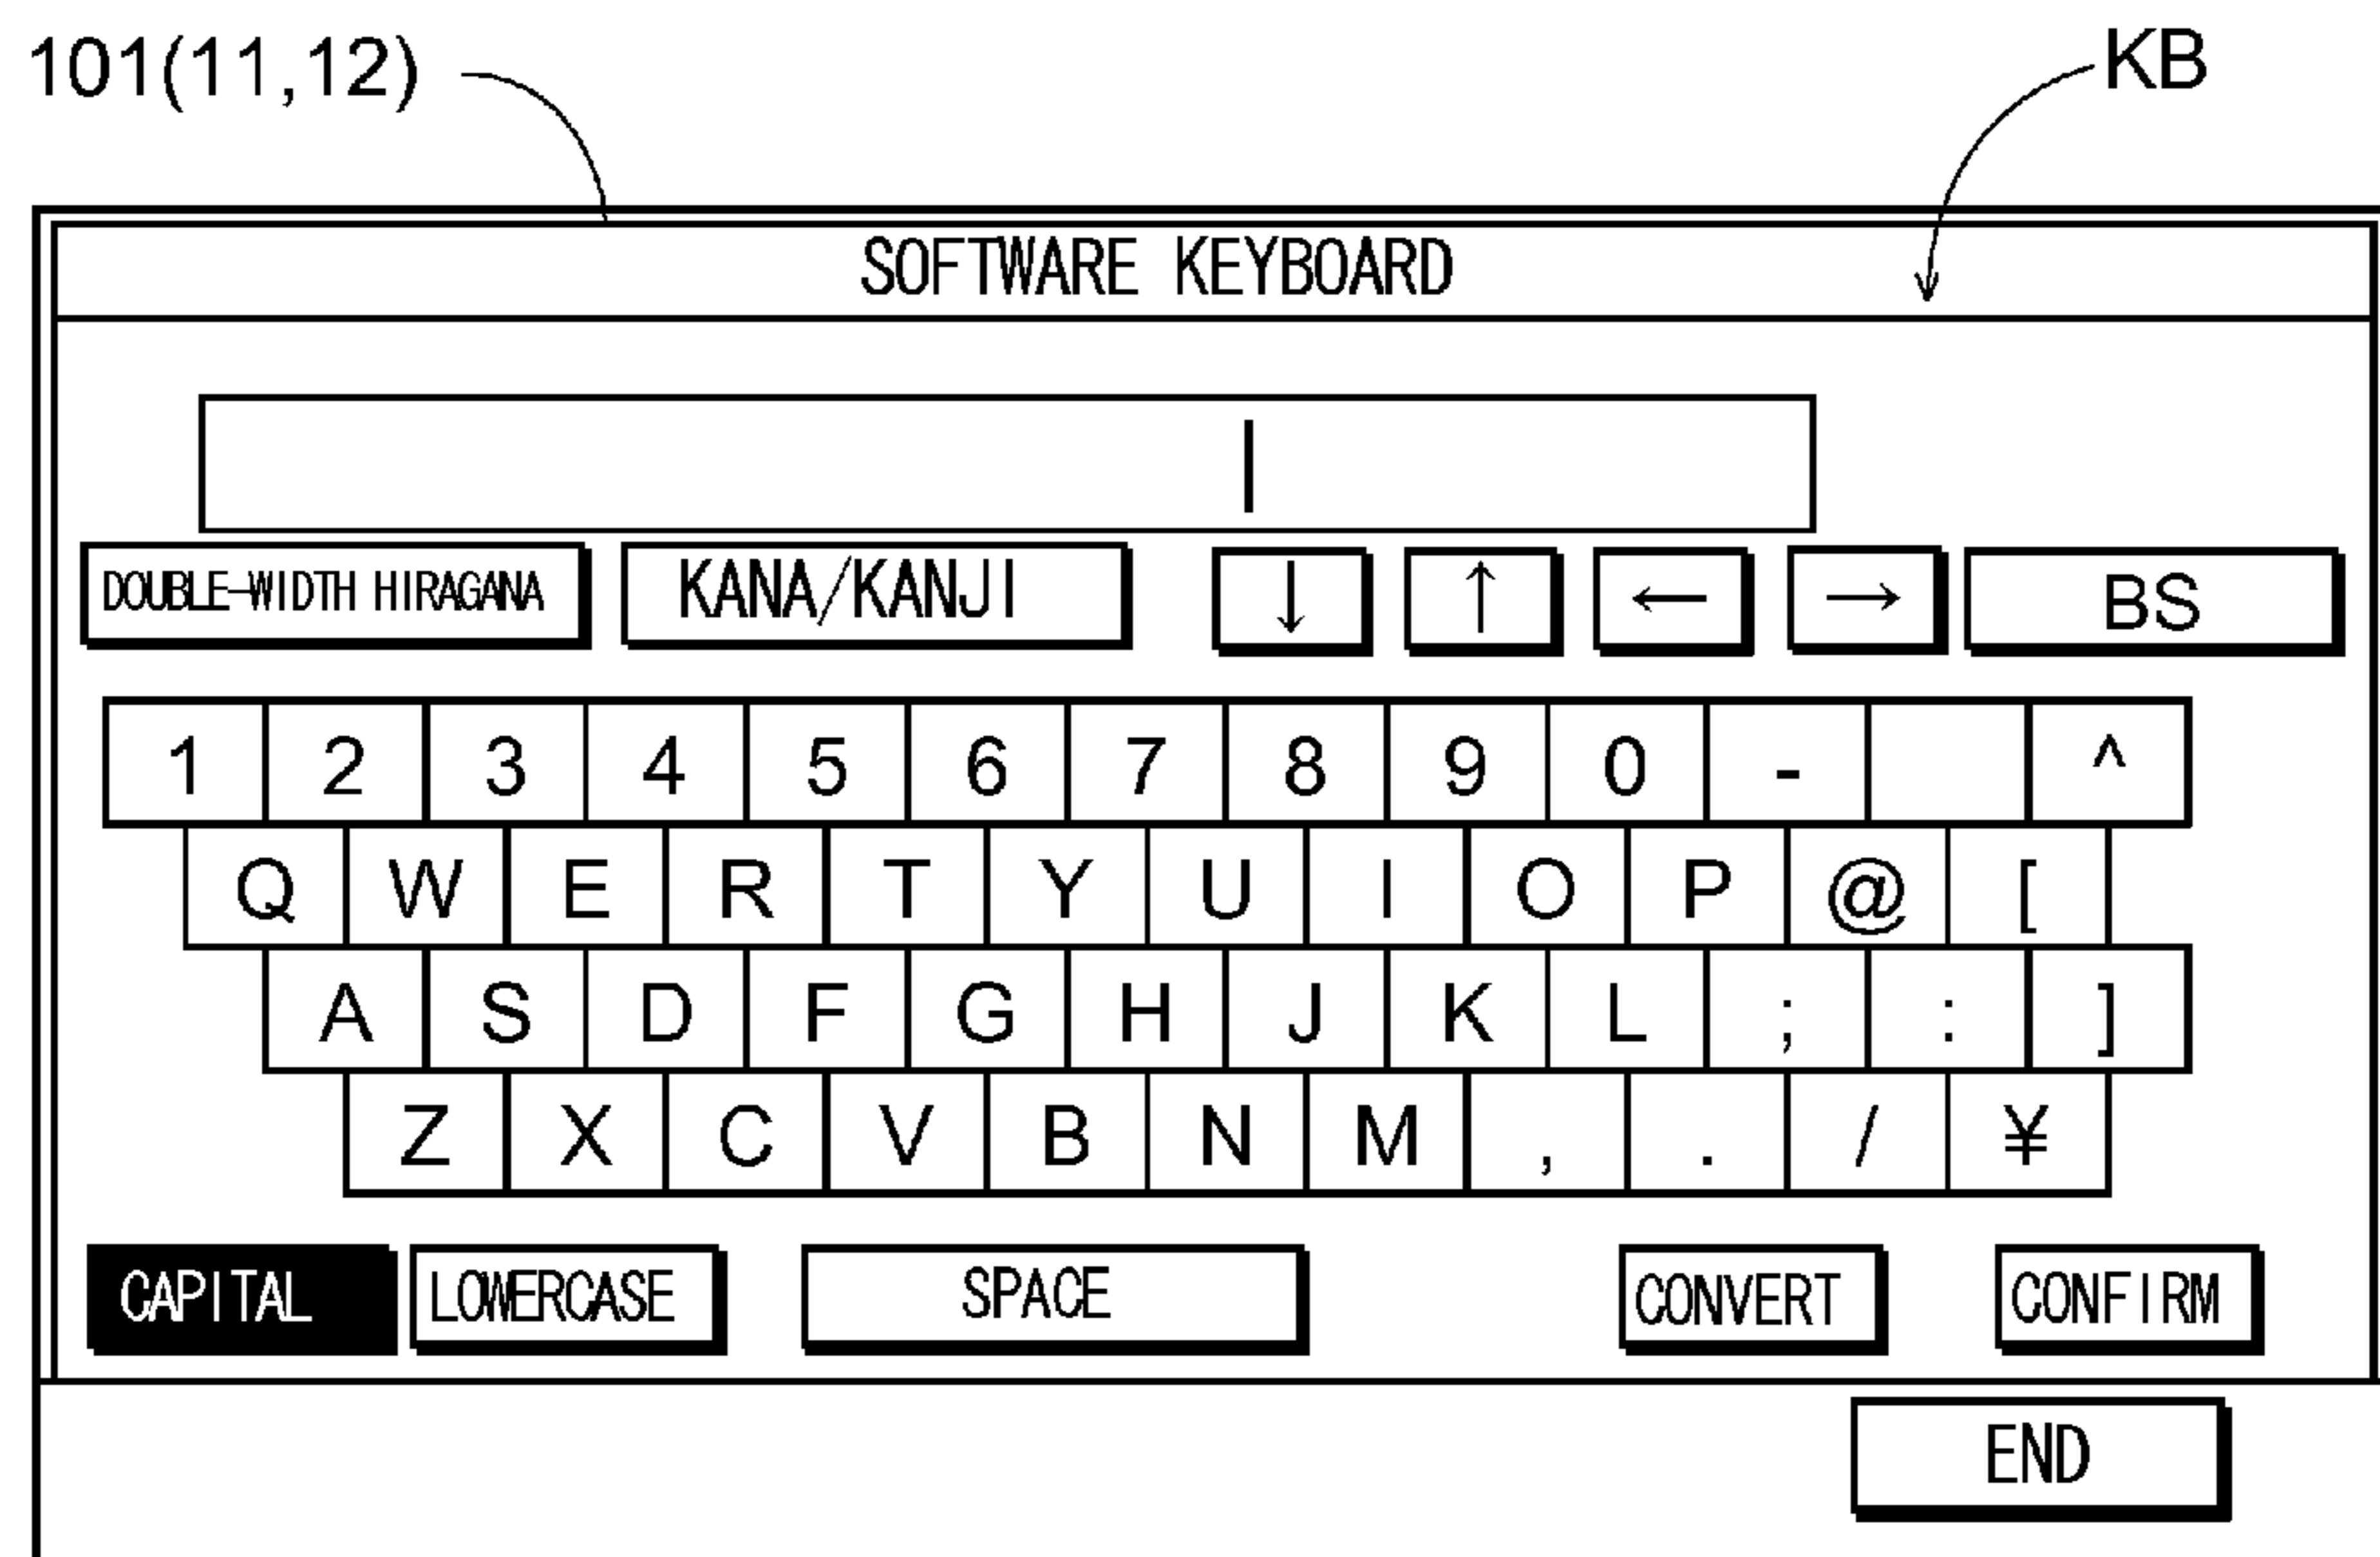 101(11,12) KB
SOFTWARE KEYBOARD
DOUBLE-WIDTH HIRAGANA KANA/KANJI ↓ ↑ ← → BS
1 2 3 4 5 6 7 8 9 0 - ^
Q W E R T Y U I O P @ [
A S D F G H J K L ; : ]
Z X C V B N M , . / ¥
CAPITAL LOWERCASE SPACE CONVERT CONFIRM
END